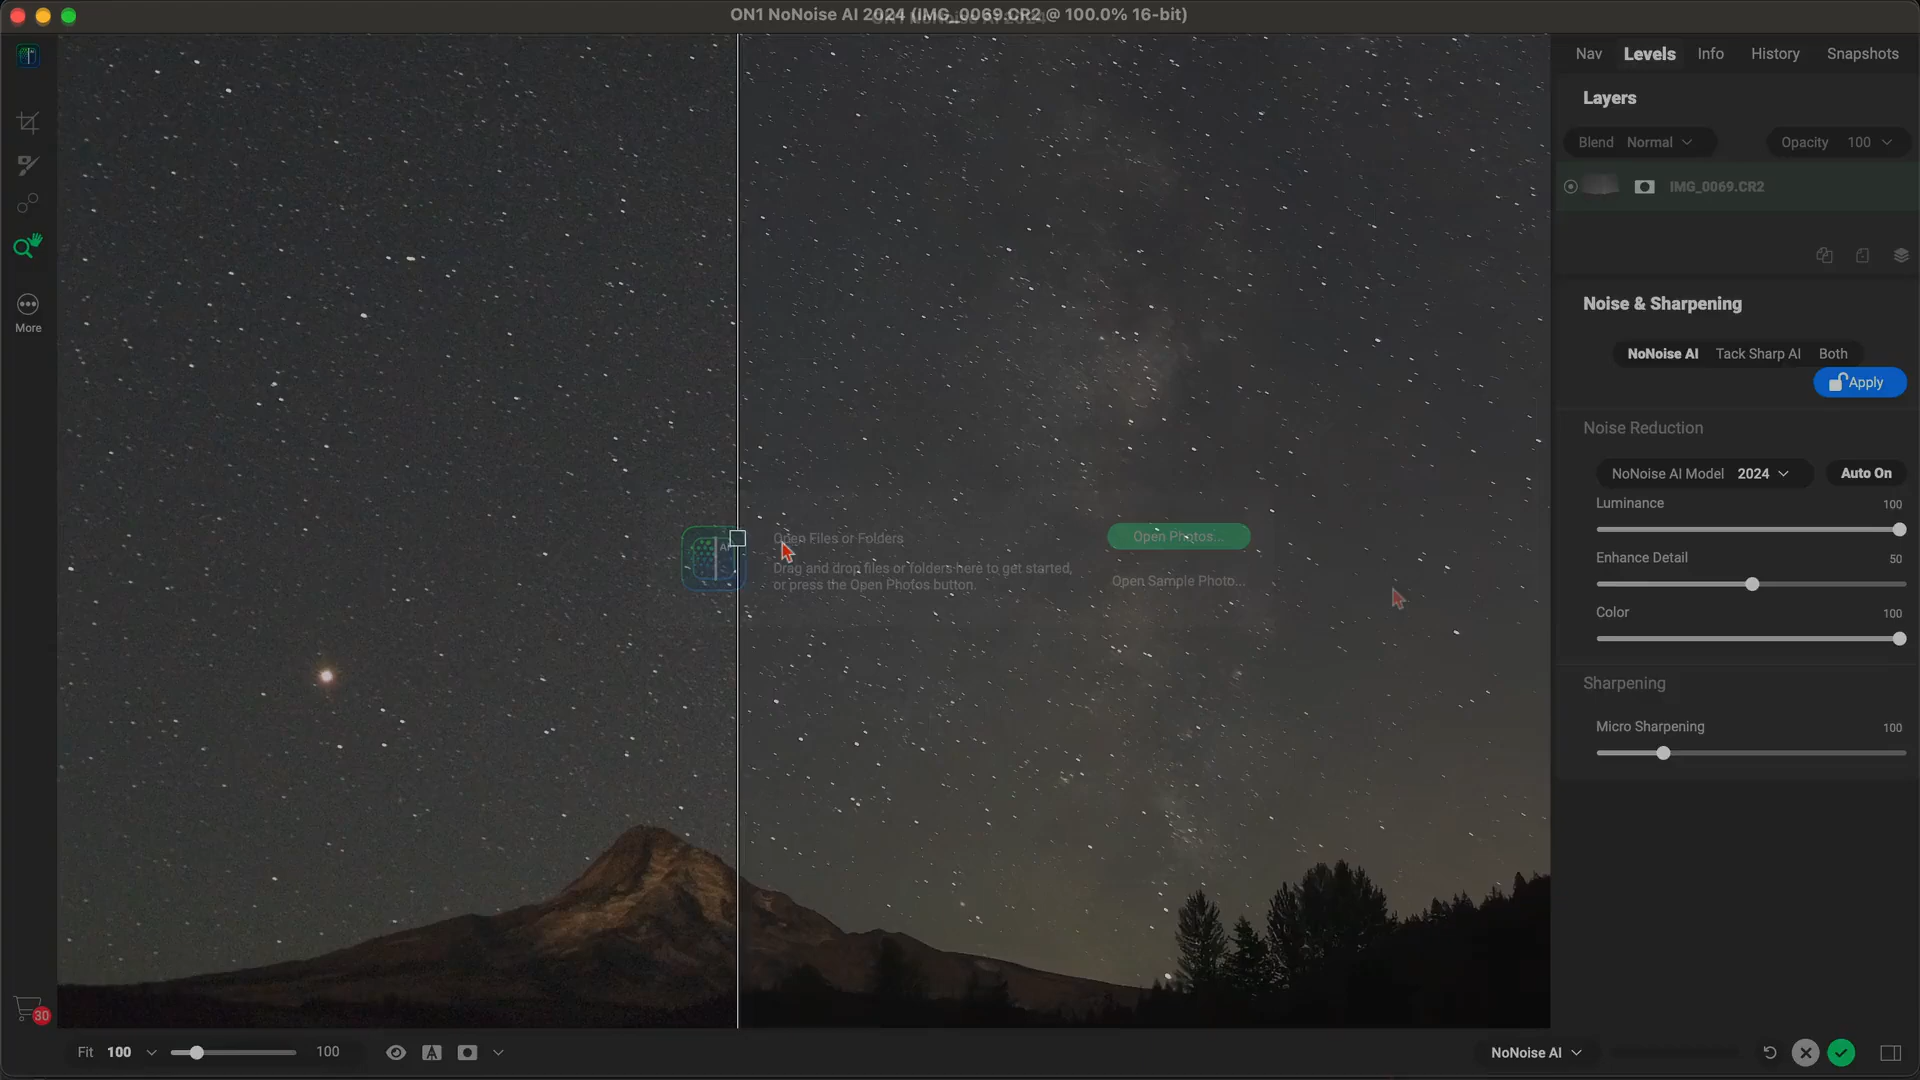 ON1 NoNoise AI 2024 (IMG_0069.CR2 @ 100.0% 16-bit)
Nav Levels Info History Snapshots
Layers
Blend Normal Opacity 100
IMG_0069.CR2
More
Noise & Sharpening
NoNoise AI Tack Sharp AI Both
Apply
Noise Reduction
NoNoise AI Model 2024 Auto On
Luminance 100
Enhance Detail 50
Color 100
AI
Open Files or Folders
Drag and drop files or folders here to get started,
or press the Open Photos button.
Open Photos...
Open Sample Photo...
Sharpening
Micro Sharpening 100
30
Fit 100 100
A
NoNoise AI